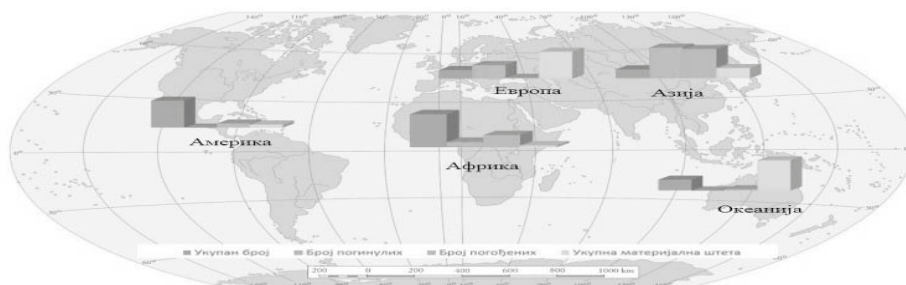 Европа
Азија
Америка
Африка
Океанија
Укупан број Број погинулих Број погођених Укупна материјална штета
200 0 200 400 600 800 1000 km